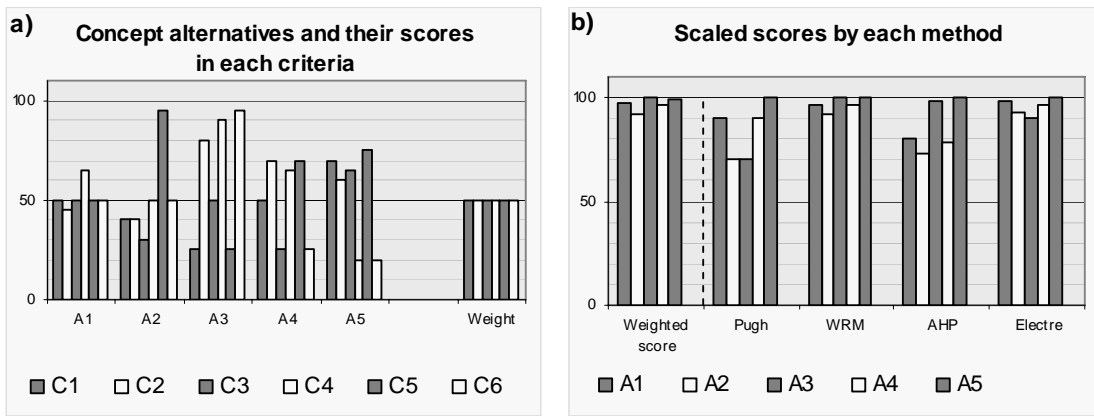 a)
Concept alternatives and their scores
in each criteria
100
50
0
A1 A2 A3 A4 A5 Weight
C1 C2 C3 C4 C5 C6
b)
Scaled scores by each method
100
50
0
Weighted score Pugh WRM AHP Electre
A1 A2 A3 A4 A5